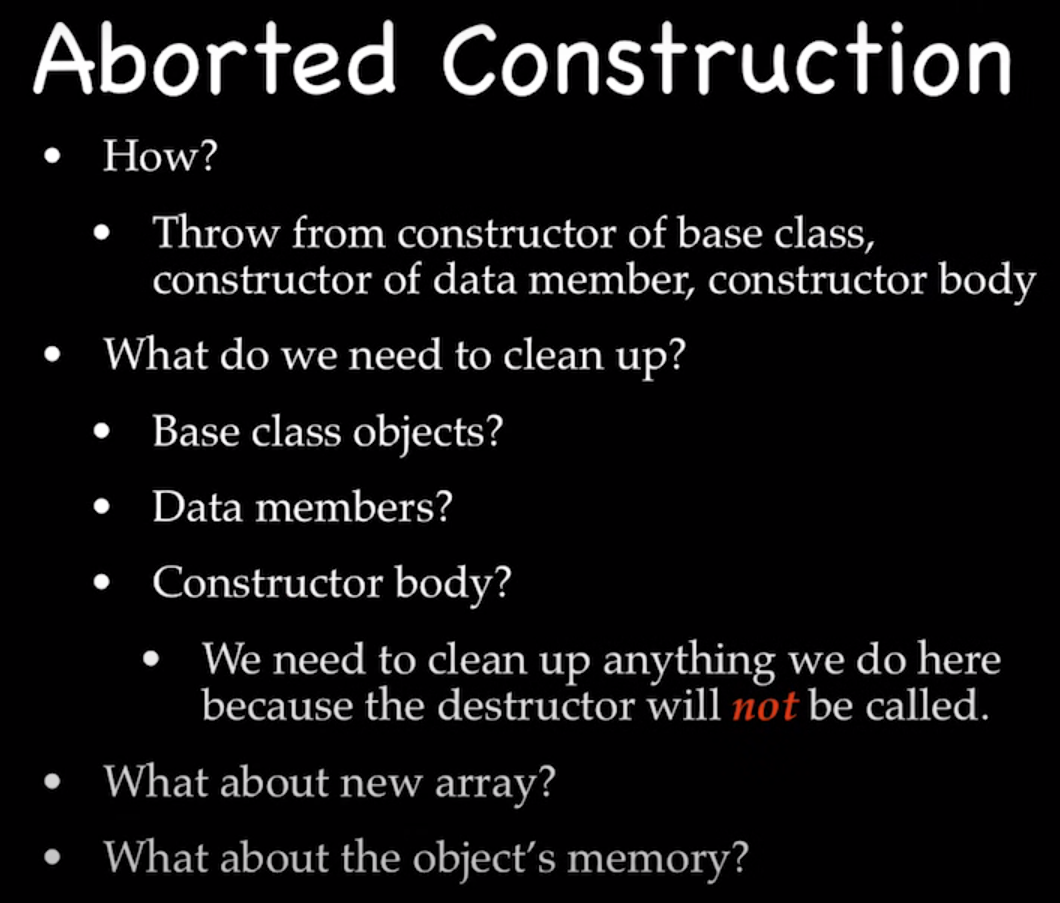 Aborted Construction
• How?
• Throw from constructor of base class,
constructor of data member, constructor body
• What do we need to clean up?
• Base class objects?
• Data members?
• Constructor body?
• We need to clean up anything we do here
because the destructor will not be called.
• What about new array?
• What about the object’s memory?